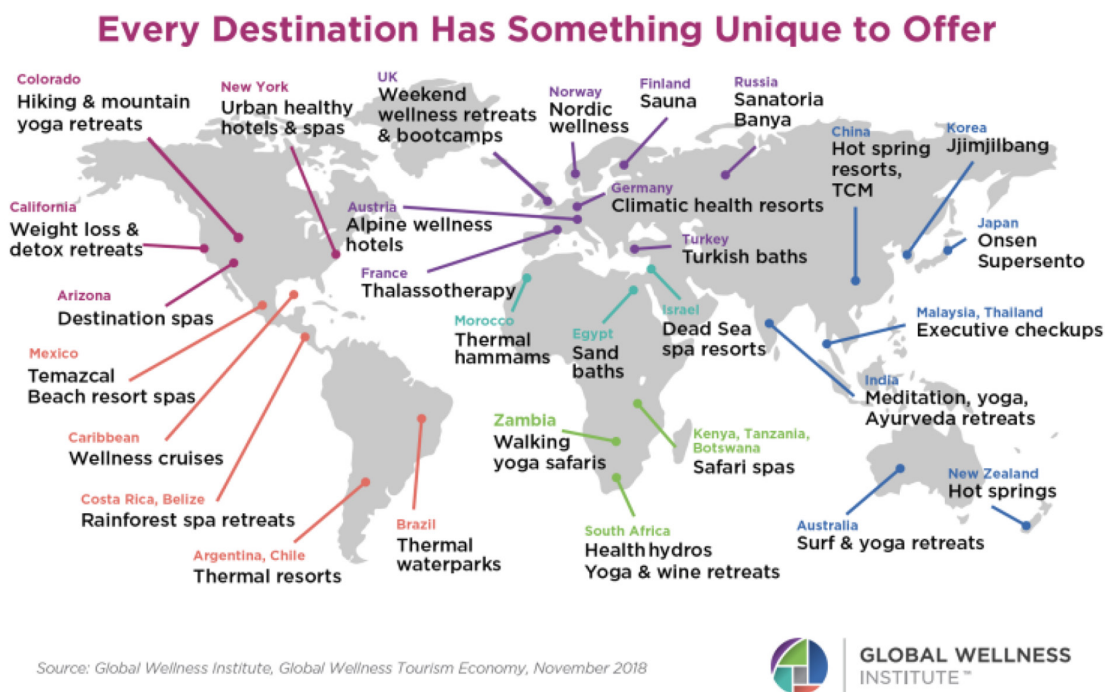 Every Destination Has Something Unique to Offer
Colorado
Hiking & mountain
yoga retreats
New York
Urban healthy
hotels & spas
UK
Weekend
wellness retreats
& bootcamps
Norway
Nordic
wellness
Finland
Sauna
Russia
Sanatoria
Banya
China
Hot spring
resorts,
TCM
Korea
Jjimjilbang
California
Weight loss &
detox retreats
Austria
Alpine wellness
hotels
Germany
Climatic health resorts
Japan
Onsen
Supersento
Turkey
Turkish baths
France
Thalassotherapy
Arizona
Destination spas
Morocco
Thermal
hammams
Egypt
Sand
baths
Israel
Dead Sea
spa resorts
Malaysia, Thailand
Executive checkups
Mexico
Temazcal
Beach resort spas
India
Meditation, yoga,
Ayurveda retreats
Caribbean
Wellness cruises
Zambia
Walking
yoga safaris
Kenya, Tanzania,
Botswana
Safari spas
New Zealand
Hot springs
Costa Rica, Belize
Rainforest spa retreats
Brazil
Thermal
waterparks
South Africa
Health hydros
Yoga & wine retreats
Australia
Surf & yoga retreats
Argentina, Chile
Thermal resorts
Source: Global Wellness Institute, Global Wellness Tourism Economy, November 2018
GLOBAL WELLNESS
INSTITUTE™